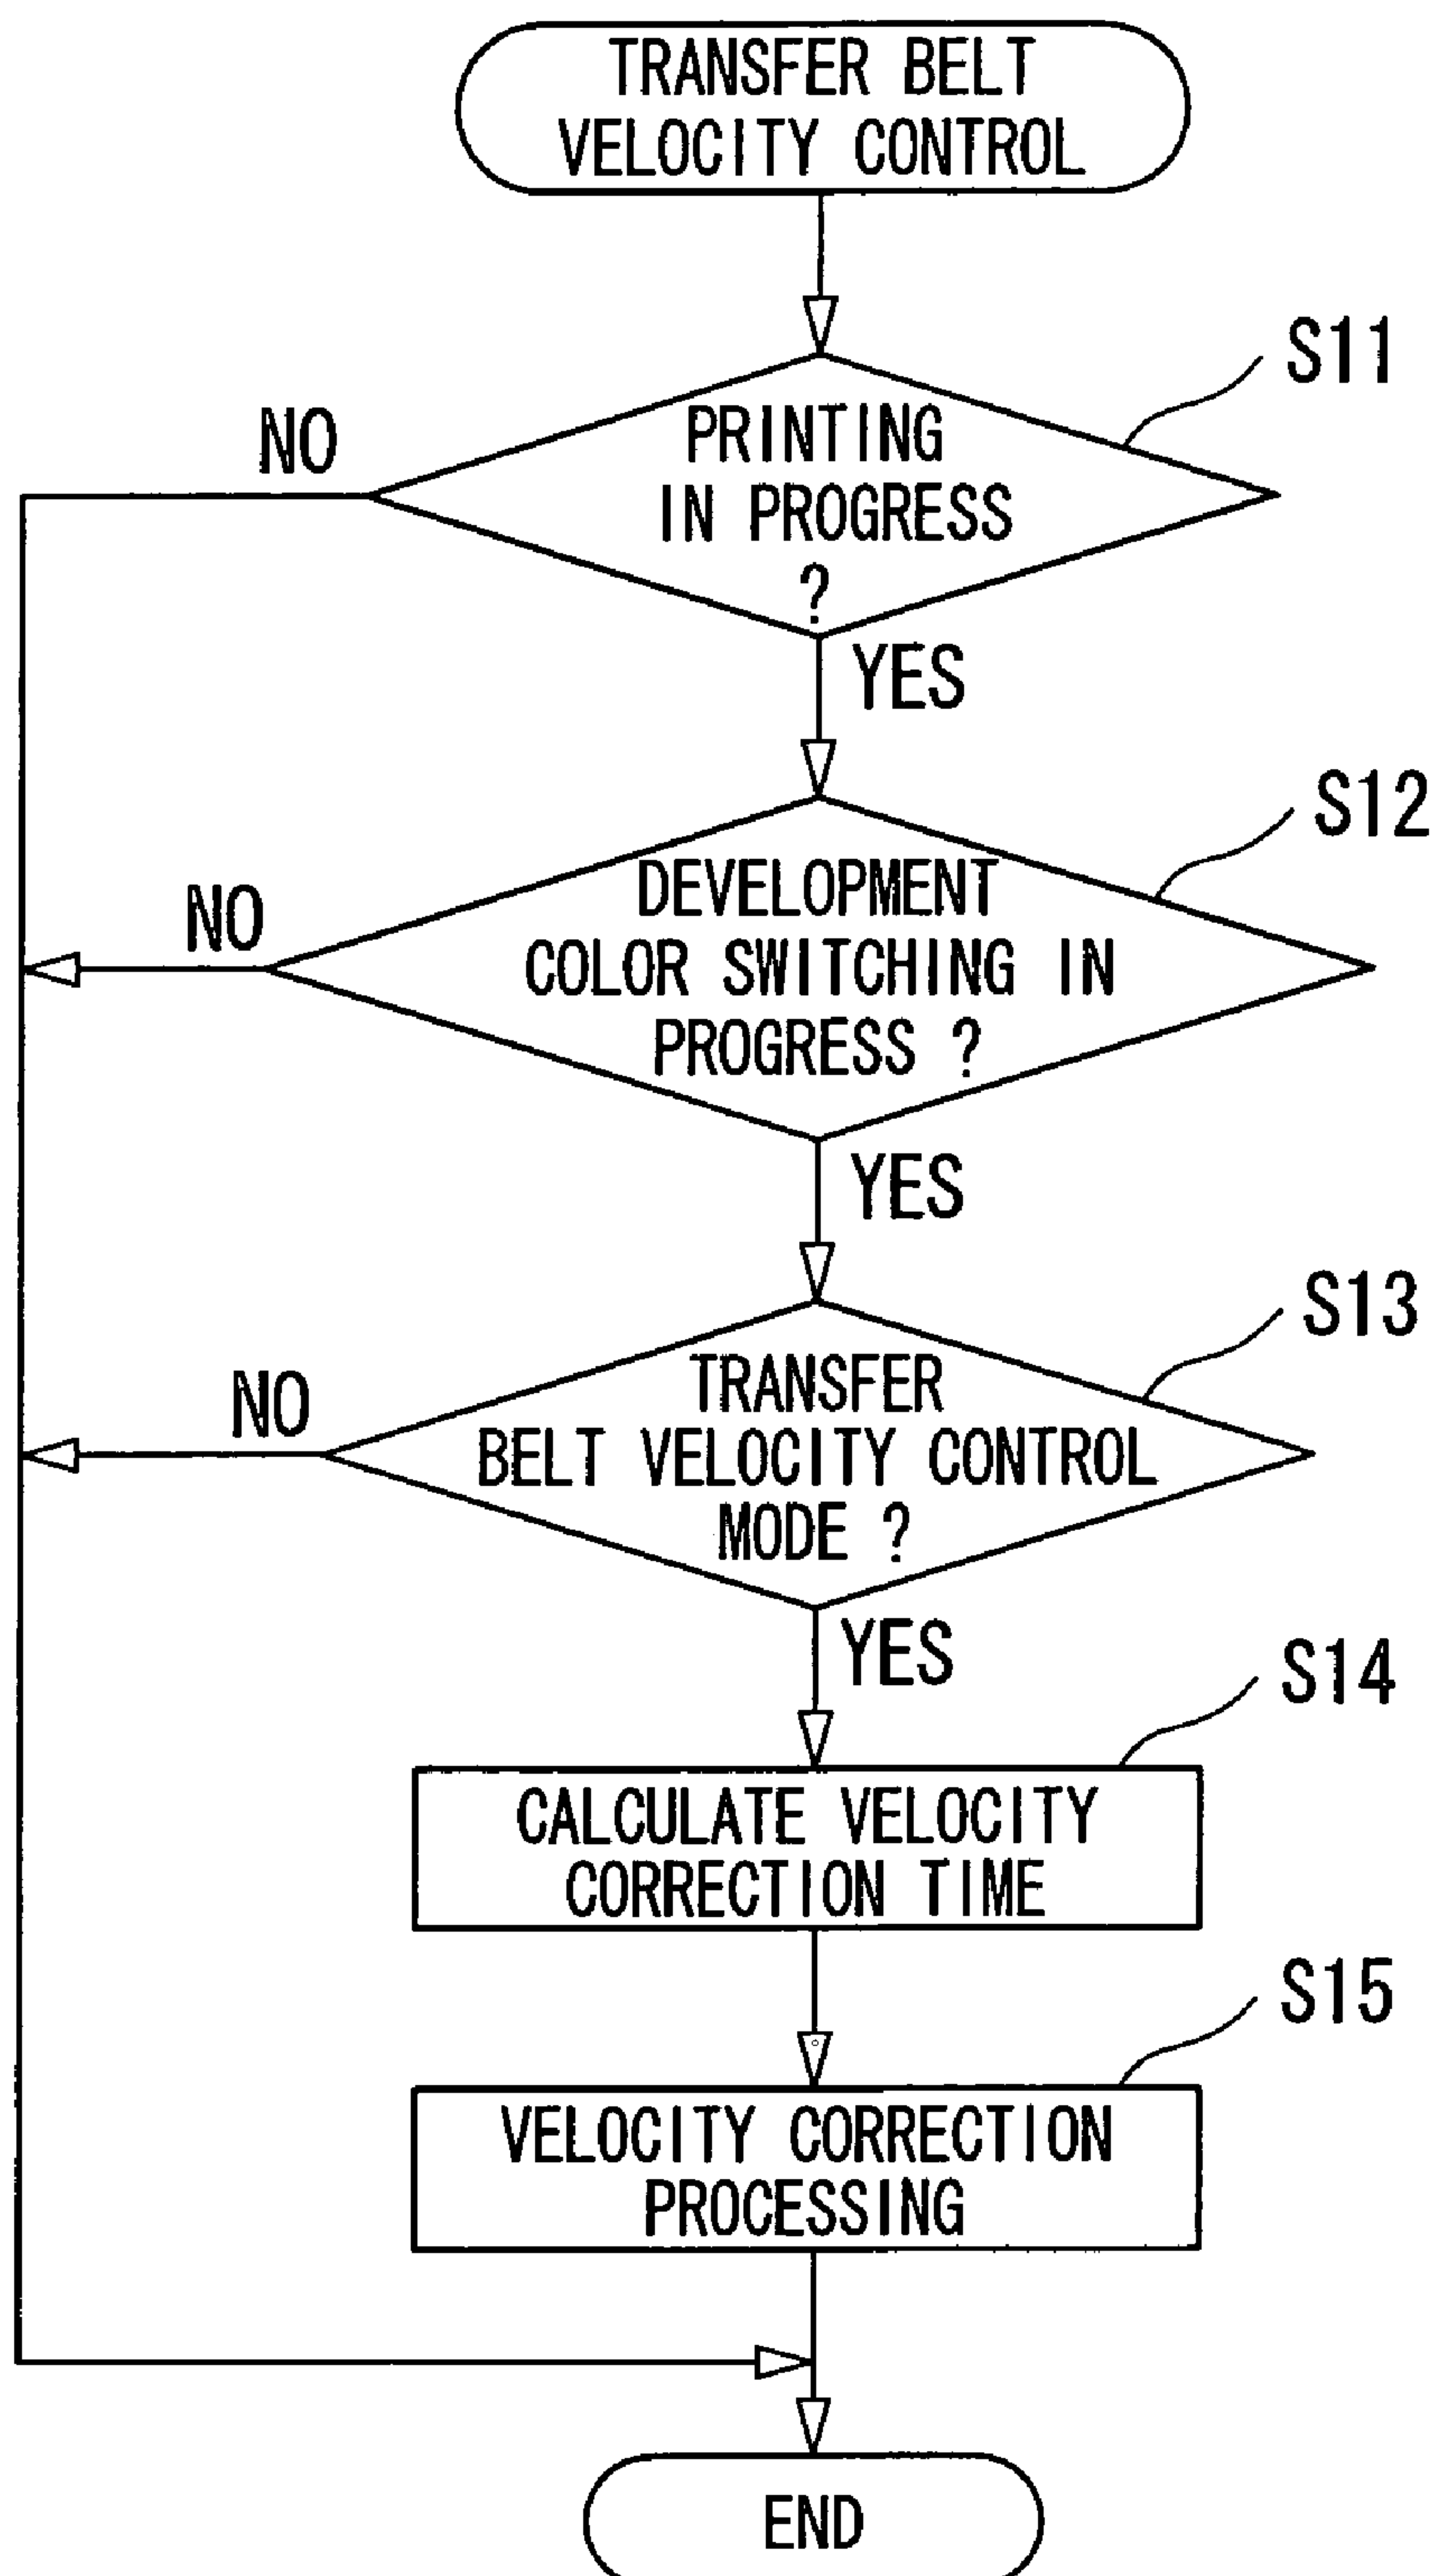 TRANSFER BELT
VELOCITY CONTROL
S11
NO
PRINTING
IN PROGRESS
?
YES
S12
NO
DEVELOPMENT
COLOR SWITCHING IN
PROGRESS ?
YES
S13
NO
TRANSFER
BELT VELOCITY CONTROL
MODE ?
YES
S14
CALCULATE VELOCITY
CORRECTION TIME
S15
VELOCITY CORRECTION
PROCESSING
END